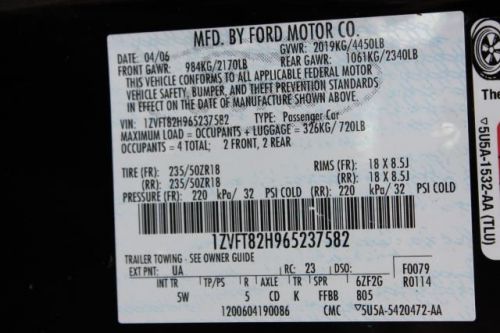 MFD. BY FORD MOTOR CO.
DATE: 04/06 GVWR: 2019KG/4450LB
FRONT GAWR: 984KG/2170LB REAR GAWR: 1061KG/2340LB
THIS VEHICLE CONFORMS TO ALL APPLICABLE FEDERAL MOTOR
VEHICLE SAFETY, BUMPER, AND THEFT PREVENTION STANDARDS
IN EFFECT ON THE DATE OF MANUFACTURE SHOWN ABOVE.
VIN: 1ZVFT82H965237582 TYPE: Passenger Car
MAXIMUM LOAD = OCCUPANTS + LUGGAGE = 326KG/720LB
OCCUPANTS = 4 TOTAL: 2 FRONT, 2 REAR
TIRE (FR): 235/50ZR18 RIMS (FR): 18 X 8.5J
(RR): 235/50ZR18 (RR): 18 X 8.5J
PRESSURE (FR): 220 kPa/ 32 PSI COLD (RR): 220 kPa/ 32 PSI COLD
1ZVFT82H965237582
TRAILER TOWING - SEE OWNER GUIDE
EXT PNT: UA RC: 23 DSO: F0079
INT TR TP/PS R AXLE TR SPR 6ZF2G R0114
5W 5 CD K FFBB 805
1200604190086 CMC 5U5A-5420472-AA
The
5U5A-1532-AA (TLU)